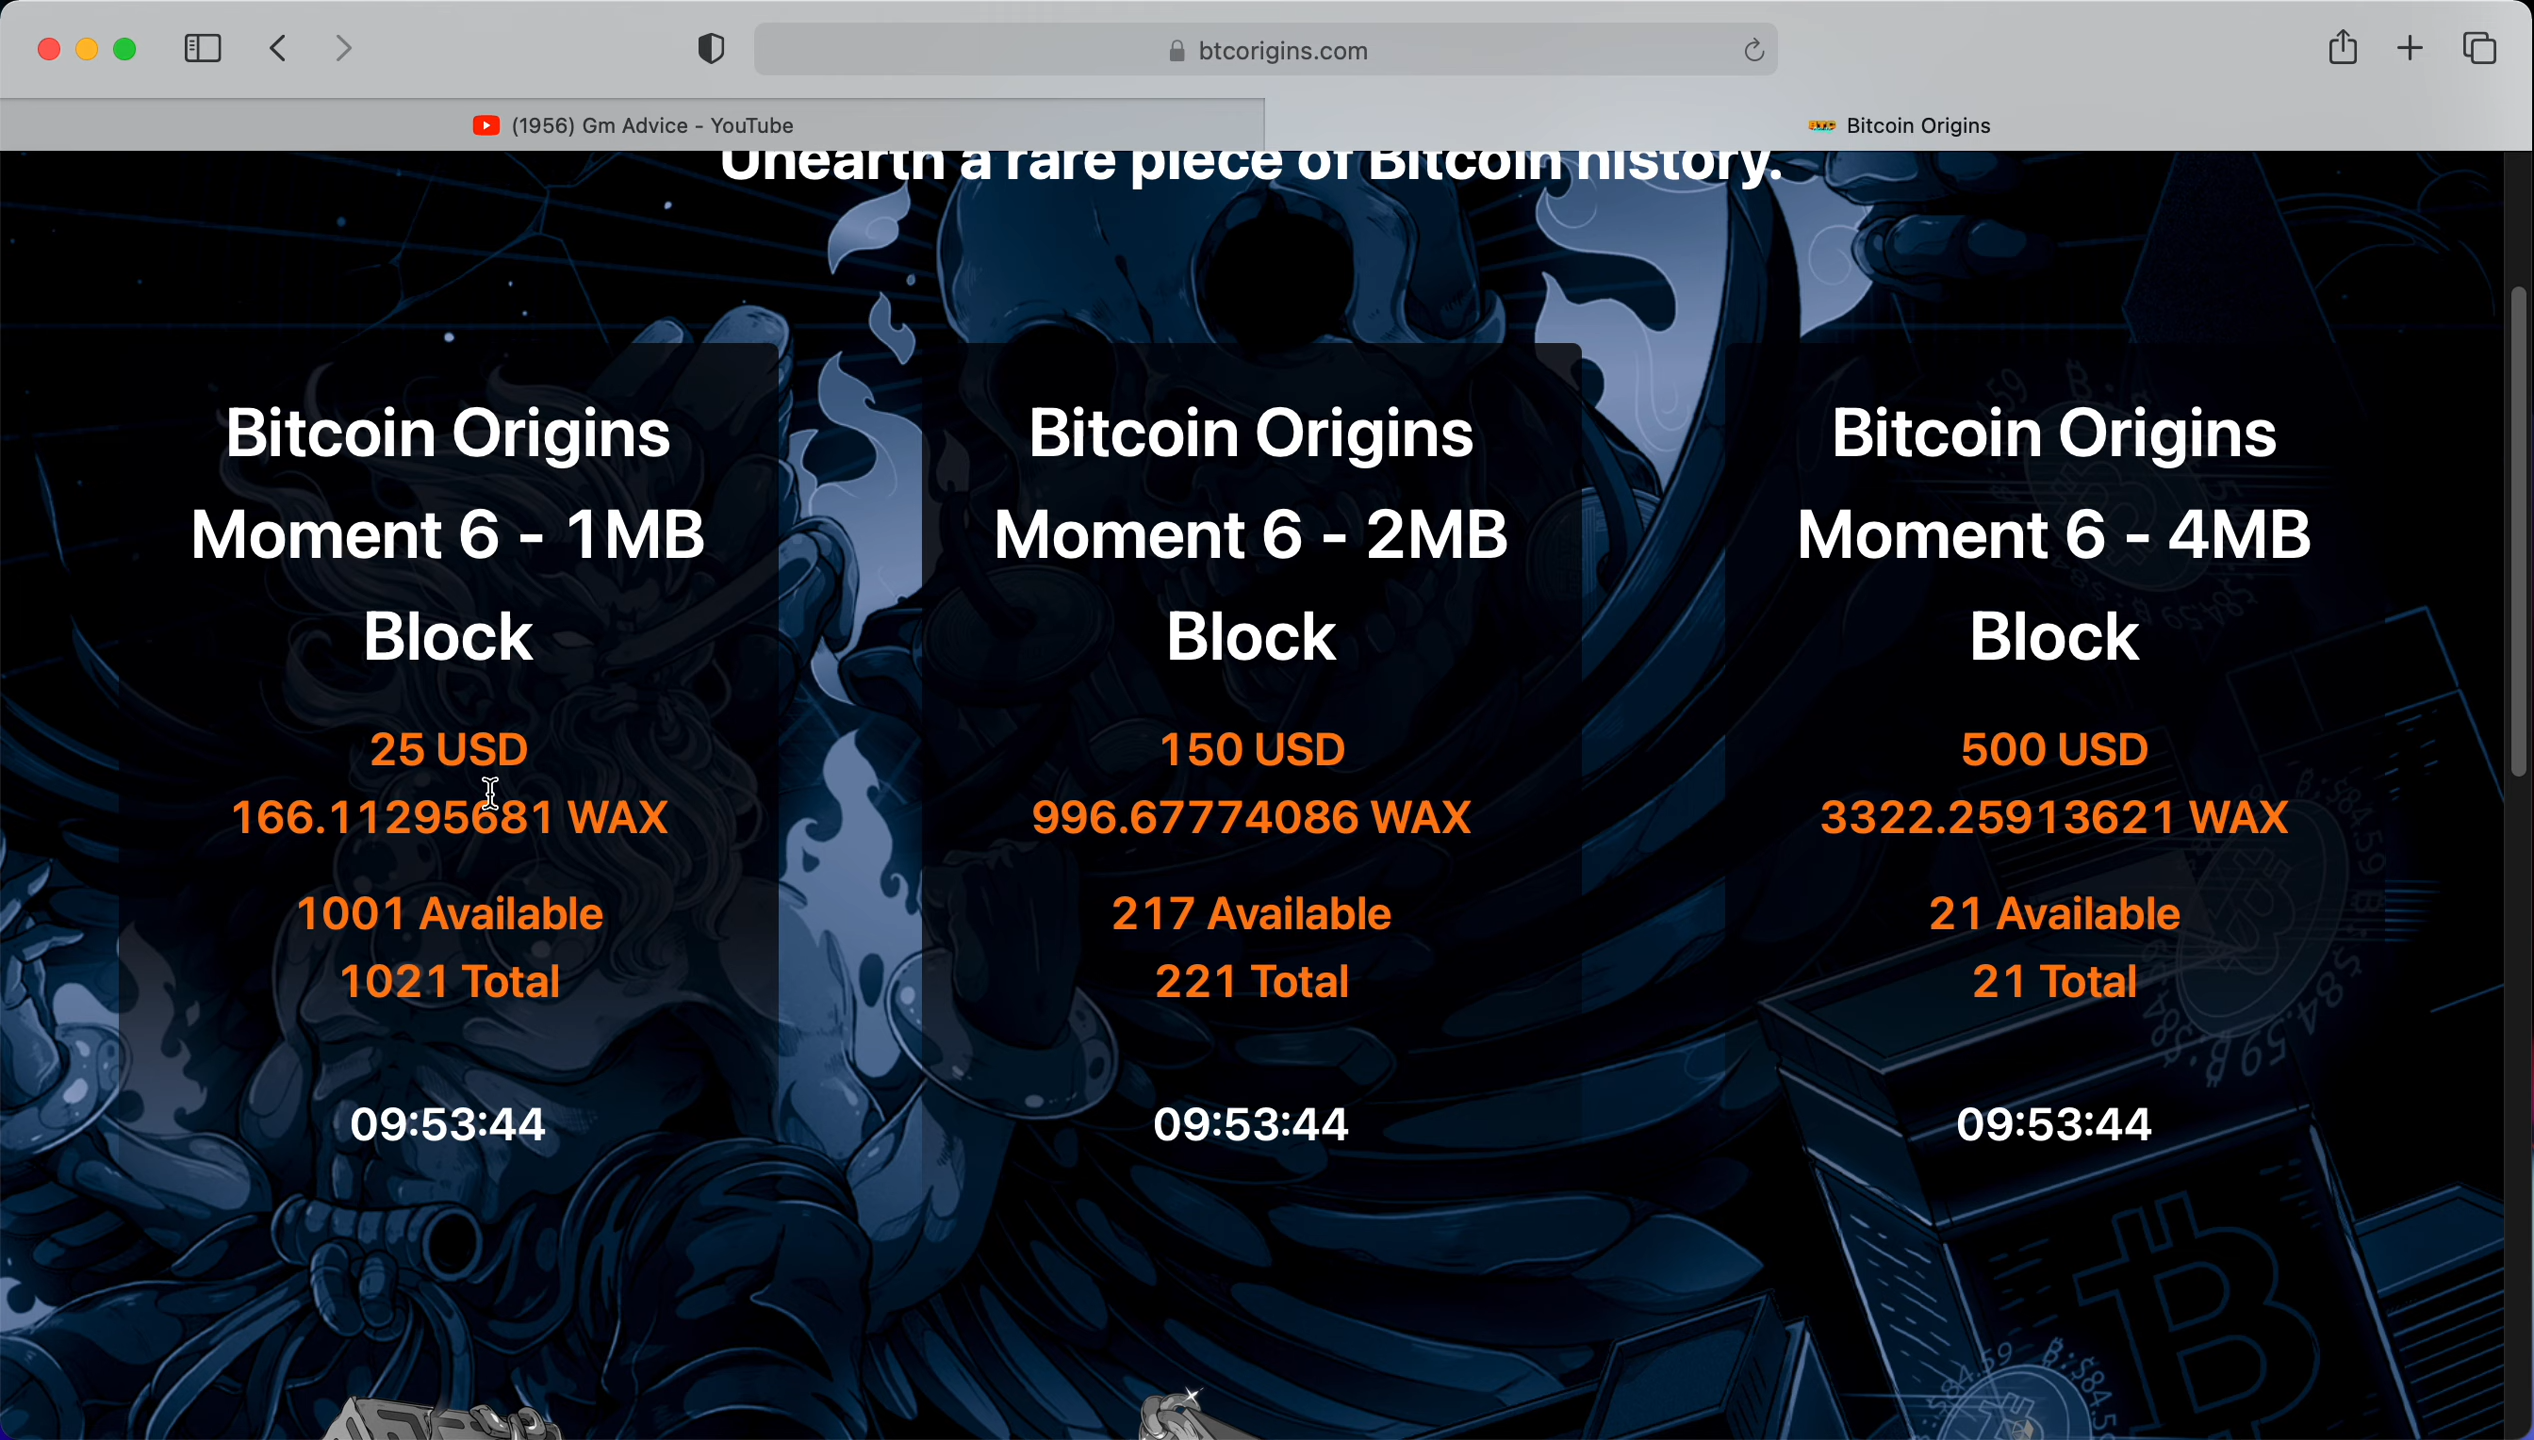 btcorigins.com
(1956) Gm Advice - YouTube
BTC
Bitcoin Origins
Unearth a rare piece of Bitcoin history.
Bitcoin Origins
Moment 6 - 1MB
Block
25 USD
166.11295681 WAX
1001 Available
1021 Total
09:53:44
Bitcoin Origins
Moment 6 - 2MB
Block
150 USD
996.67774086 WAX
217 Available
221 Total
09:53:44
Bitcoin Origins
Moment 6 - 4MB
Block
500 USD
3322.25913621 WAX
21 Available
21 Total
09:53:44